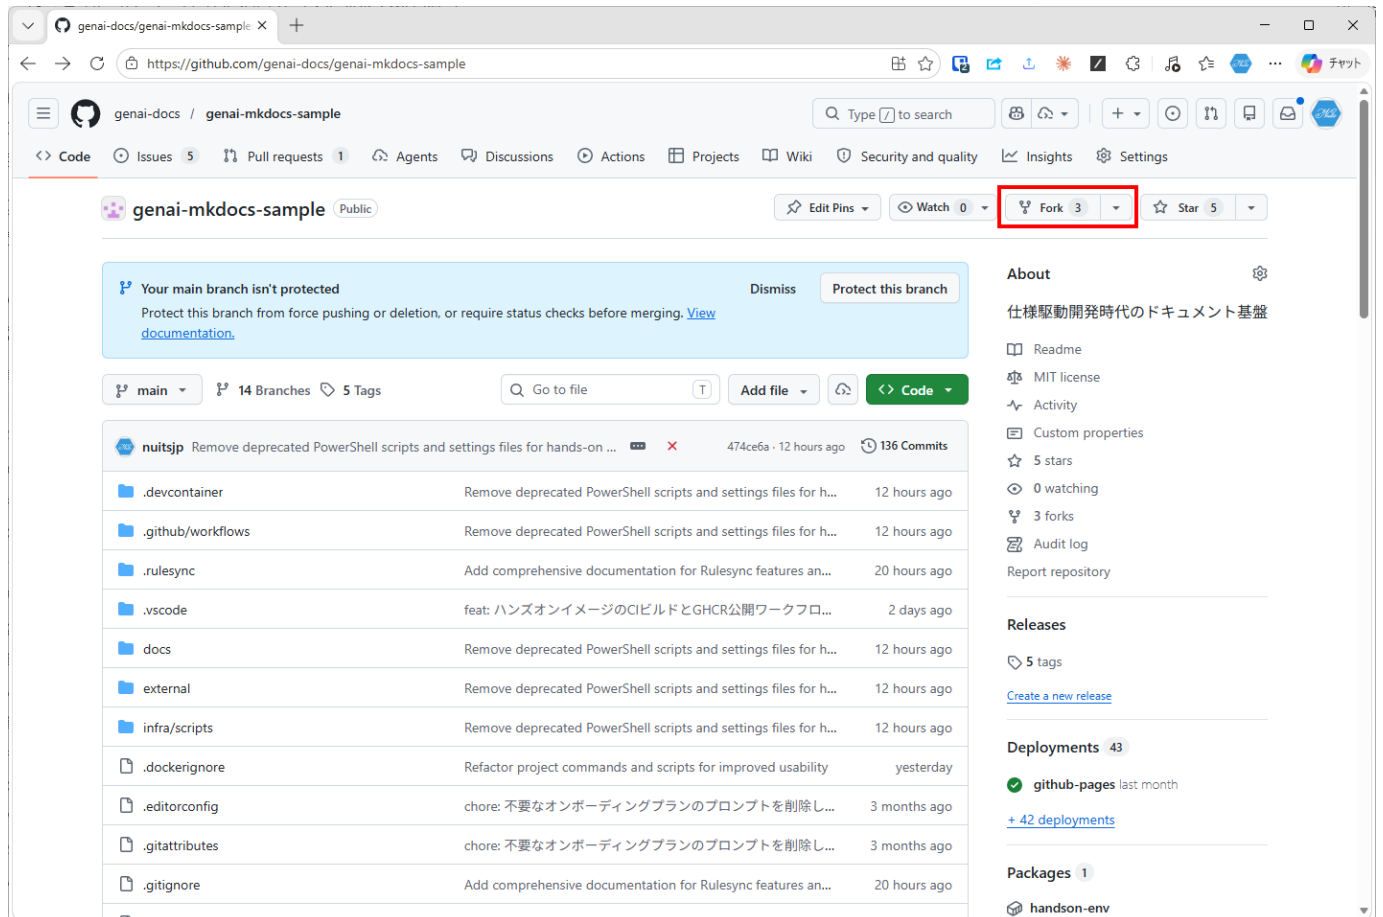 genai-docs/genai-mkdocs-sample
https://github.com/genai-docs/genai-mkdocs-sample
チャット
genai-docs / genai-mkdocs-sample
Type / to search
Code Issues 5 Pull requests 1 Agents Discussions Actions Projects Wiki Security and quality Insights Settings
genai-mkdocs-sample Public
Edit Pins Watch 0 Fork 3 Star 5
Your main branch isn't protected
Protect this branch from force pushing or deletion, or require status checks before merging. View
documentation.
Dismiss Protect this branch
main 14 Branches 5 Tags Go to file T Add file Code
nuitsjp Remove deprecated PowerShell scripts and settings files for hands-on ... 474ce6a · 12 hours ago 136 Commits
.devcontainer Remove deprecated PowerShell scripts and settings files for h... 12 hours ago
.github/workflows Remove deprecated PowerShell scripts and settings files for h... 12 hours ago
.rulesync Add comprehensive documentation for Rulesync features an... 20 hours ago
.vscode feat: ハンズオンイメージのCIビルドとGHCR公開ワークフロ... 2 days ago
docs Remove deprecated PowerShell scripts and settings files for h... 12 hours ago
external Remove deprecated PowerShell scripts and settings files for h... 12 hours ago
infra/scripts Remove deprecated PowerShell scripts and settings files for h... 12 hours ago
.dockerignore Refactor project commands and scripts for improved usability yesterday
.editorconfig chore: 不要なオンボーディングプランのプロンプトを削除し... 3 months ago
.gitattributes chore: 不要なオンボーディングプランのプロンプトを削除し... 3 months ago
.gitignore Add comprehensive documentation for Rulesync features an... 20 hours ago
About
仕様駆動開発時代のドキュメント基盤
Readme
MIT license
Activity
Custom properties
5 stars
0 watching
3 forks
Audit log
Report repository
Releases
5 tags
Create a new release
Deployments 43
github-pages last month
+ 42 deployments
Packages 1
handson-env